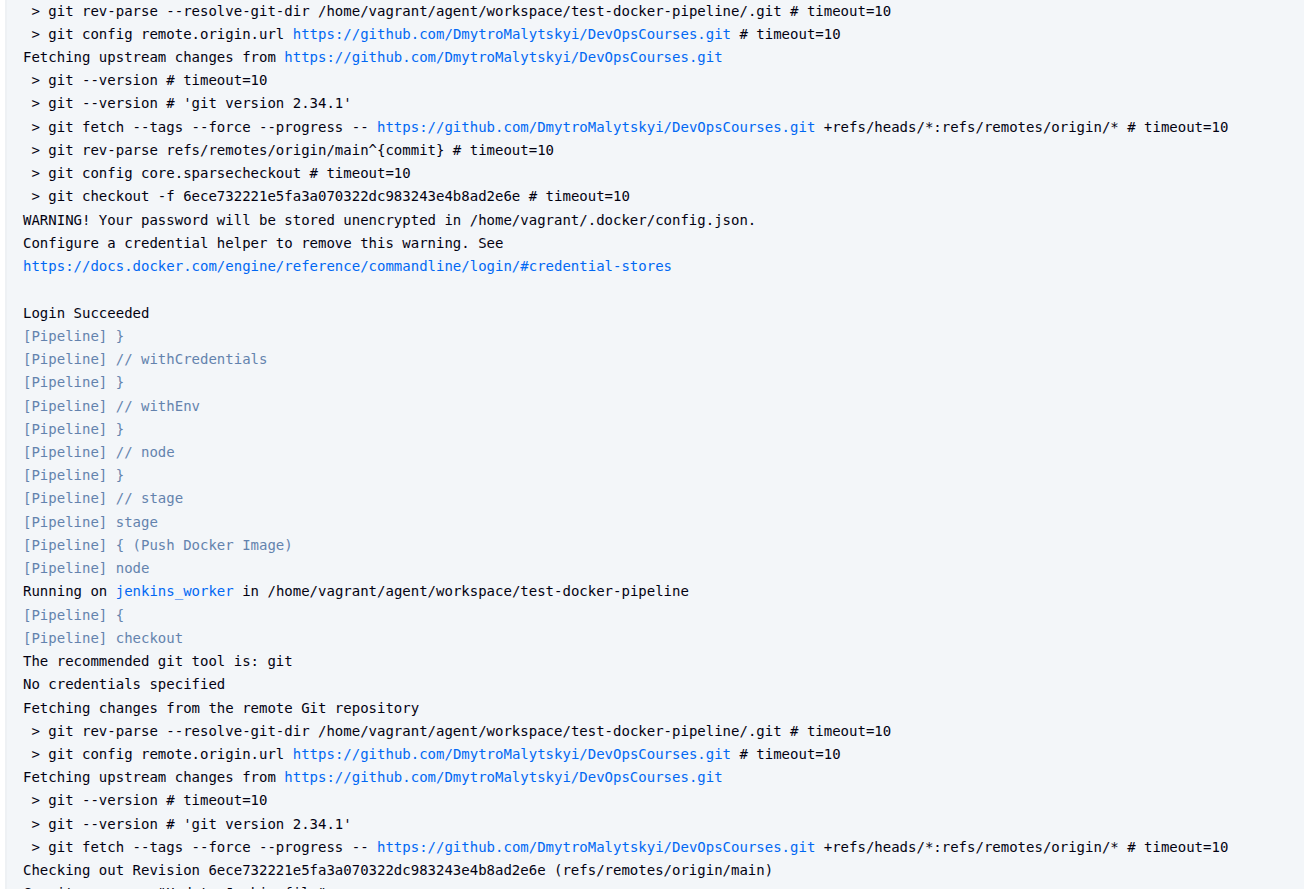 > git rev-parse --resolve-git-dir /home/vagrant/agent/workspace/test-docker-pipeline/.git # timeout=10
> git config remote.origin.url https://github.com/DmytroMalytskyi/DevOpsCourses.git # timeout=10
Fetching upstream changes from https://github.com/DmytroMalytskyi/DevOpsCourses.git
> git --version # timeout=10
> git --version # 'git version 2.34.1'
> git fetch --tags --force --progress -- https://github.com/DmytroMalytskyi/DevOpsCourses.git +refs/heads/*:refs/remotes/origin/* # timeout=10
> git rev-parse refs/remotes/origin/main^{commit} # timeout=10
> git config core.sparsecheckout # timeout=10
> git checkout -f 6ece732221e5fa3a070322dc983243e4b8ad2e6e # timeout=10
WARNING! Your password will be stored unencrypted in /home/vagrant/.docker/config.json.
Configure a credential helper to remove this warning. See
https://docs.docker.com/engine/reference/commandline/login/#credential-stores
Login Succeeded
[Pipeline] }
[Pipeline] // withCredentials
[Pipeline] }
[Pipeline] // withEnv
[Pipeline] }
[Pipeline] // node
[Pipeline] }
[Pipeline] // stage
[Pipeline] stage
[Pipeline] { (Push Docker Image)
[Pipeline] node
Running on jenkins_worker in /home/vagrant/agent/workspace/test-docker-pipeline
[Pipeline] {
[Pipeline] checkout
The recommended git tool is: git
No credentials specified
Fetching changes from the remote Git repository
> git rev-parse --resolve-git-dir /home/vagrant/agent/workspace/test-docker-pipeline/.git # timeout=10
> git config remote.origin.url https://github.com/DmytroMalytskyi/DevOpsCourses.git # timeout=10
Fetching upstream changes from https://github.com/DmytroMalytskyi/DevOpsCourses.git
> git --version # timeout=10
> git --version # 'git version 2.34.1'
> git fetch --tags --force --progress -- https://github.com/DmytroMalytskyi/DevOpsCourses.git +refs/heads/*:refs/remotes/origin/* # timeout=10
Checking out Revision 6ece732221e5fa3a070322dc983243e4b8ad2e6e (refs/remotes/origin/main)